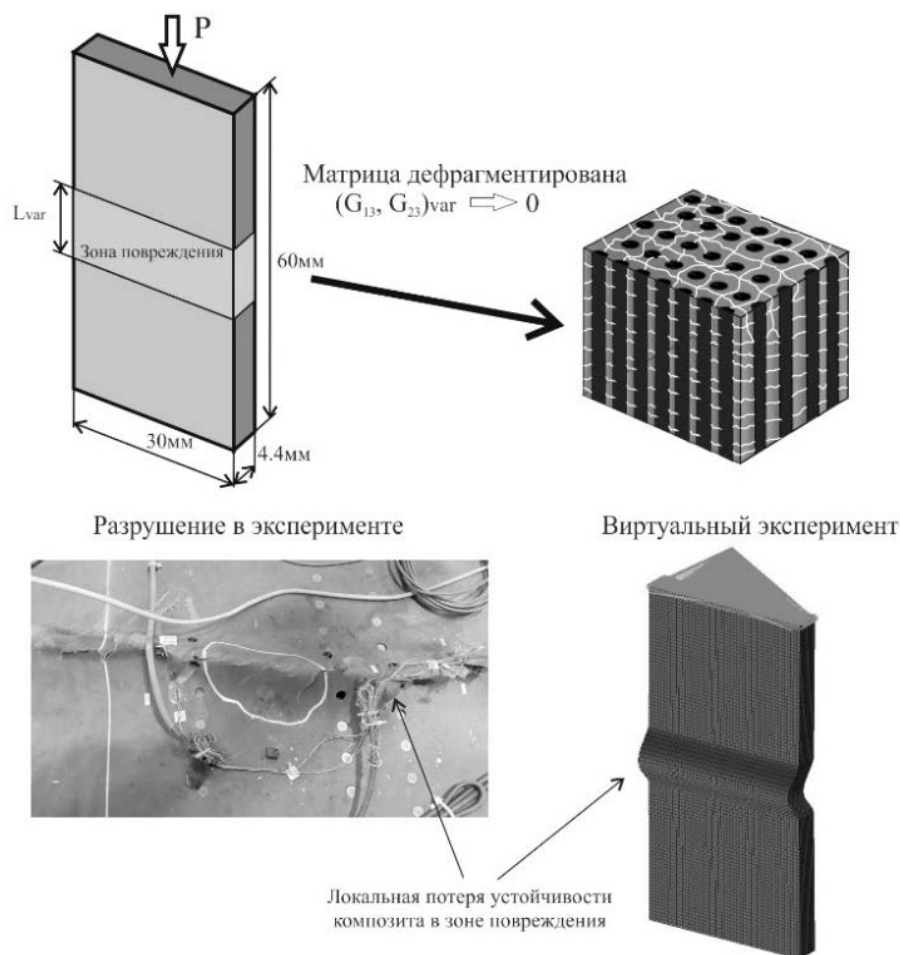 P
Матрица дефрагментирована
(G₁₃, G₂₃)var ⇨ 0
Lvar
Зона повреждения
60мм
30мм
4.4мм
Разрушение в эксперименте
Виртуальный эксперимент
Локальная потеря устойчивости
композита в зоне повреждения